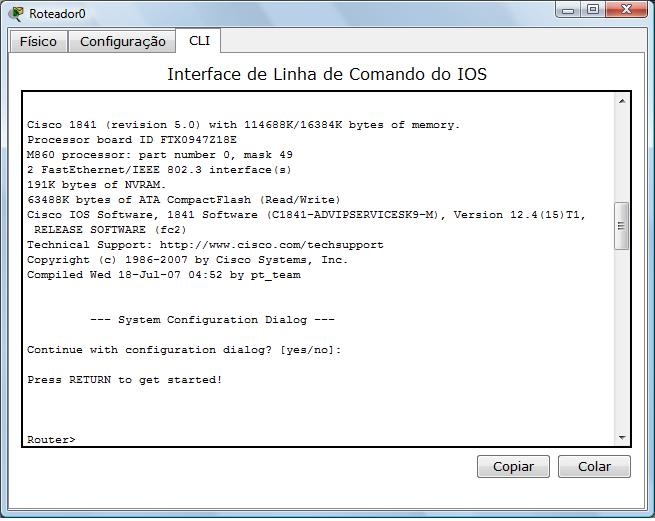 Roteador0
Físico
Configuração
CLI
Interface de Linha de Comando do IOS
Cisco 1841 (revision 5.0) with 114688K/16384K bytes of memory.
Processor board ID FTX0947Z18E
M860 processor: part number 0, mask 49
2 FastEthernet/IEEE 802.3 interface(s)
191K bytes of NVRAM.
63488K bytes of ATA CompactFlash (Read/Write)
Cisco IOS Software, 1841 Software (C1841-ADVIPSERVICESK9-M), Version 12.4(15)T1,
RELEASE SOFTWARE (fc2)
Technical Support: http://www.cisco.com/techsupport
Copyright (c) 1986-2007 by Cisco Systems, Inc.
Compiled Wed 18-Jul-07 04:52 by pt_team
--- System Configuration Dialog ---
Continue with configuration dialog? [yes/no]:
Press RETURN to get started!
Router>
Copiar
Colar